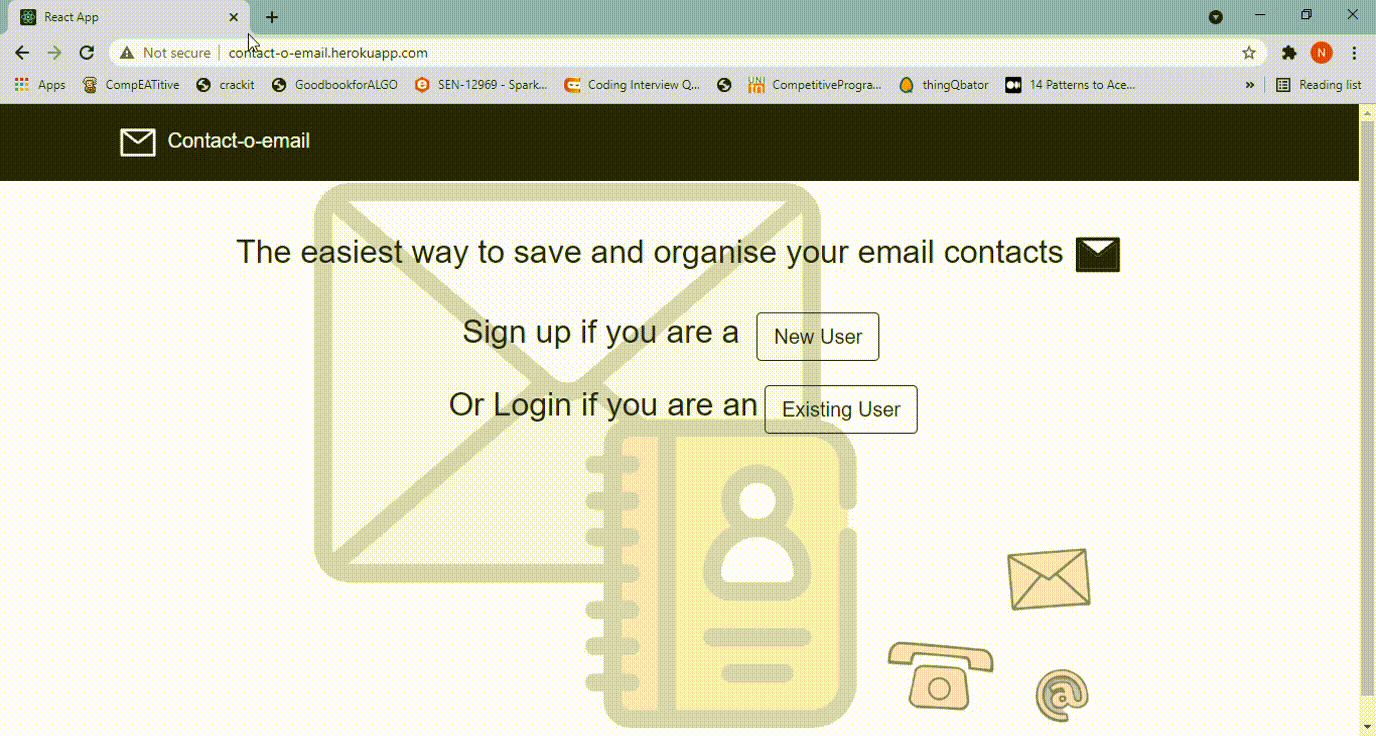 React App
Not secure | contact-o-email.herokuapp.com
N
Apps CompEATitive crackit GoodbookforALGO SEN-12969 - Spark... Coding Interview Q... CompetitiveProgra... thingQbator 14 Patterns to Ace... » Reading list
Contact-o-email
The easiest way to save and organise your email contacts
Sign up if you are a New User
Or Login if you are an Existing User
@